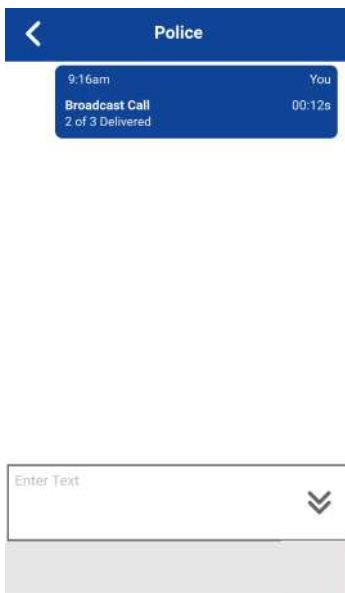 Police
9:16am You
Broadcast Call 00:12s
2 of 3 Delivered
Enter Text